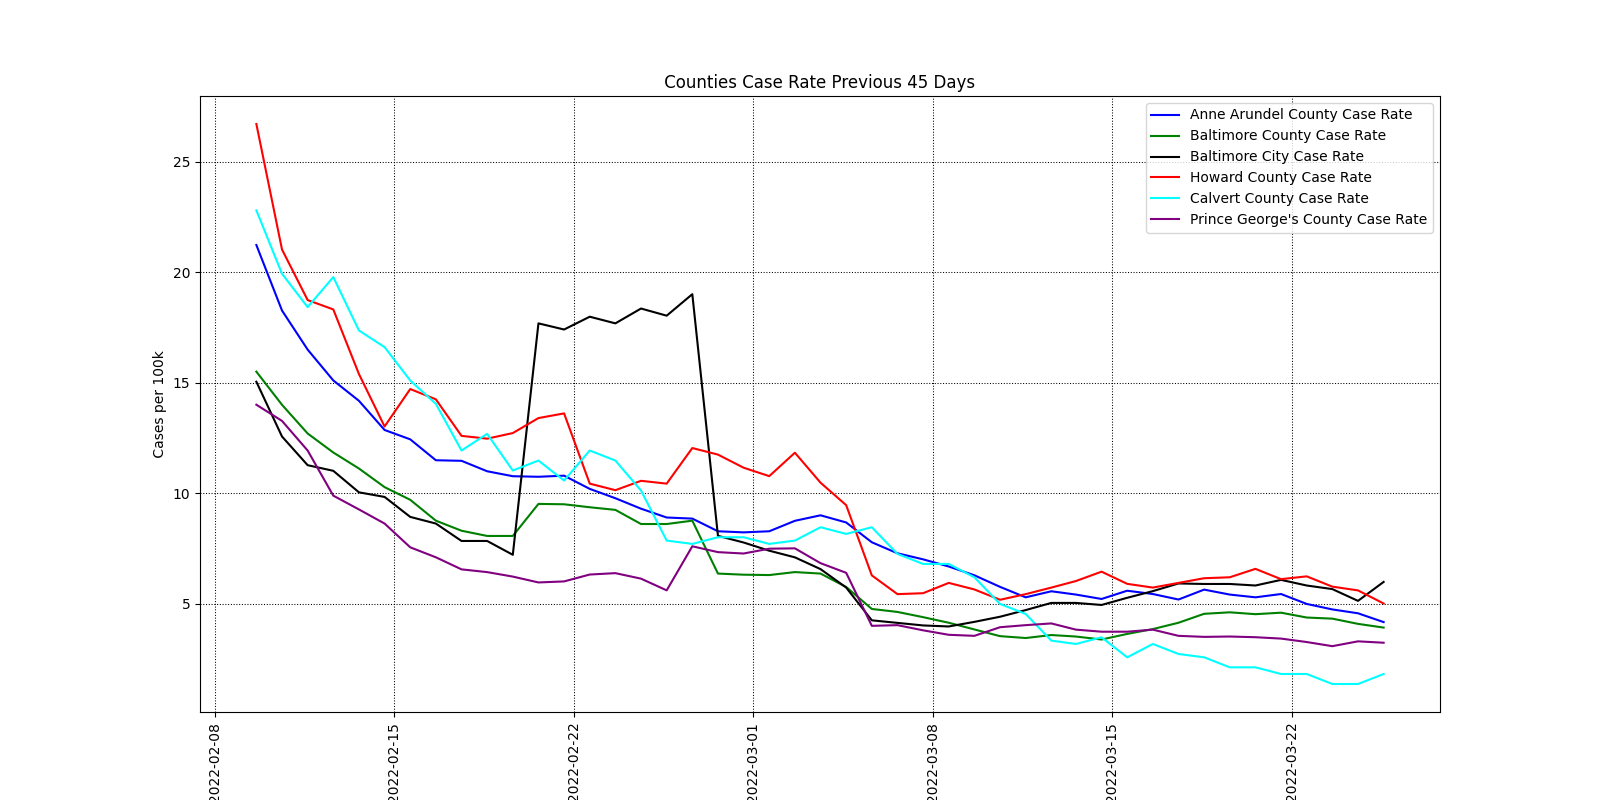 Counties Case Rate Previous 45 Days
Anne Arundel County Case Rate
Baltimore County Case Rate
Baltimore City Case Rate
Howard County Case Rate
Calvert County Case Rate
Prince George's County Case Rate
25
20
15
10
5
Cases per 100k
2022-02-08
2022-02-15
2022-02-22
2022-03-01
2022-03-08
2022-03-15
2022-03-22